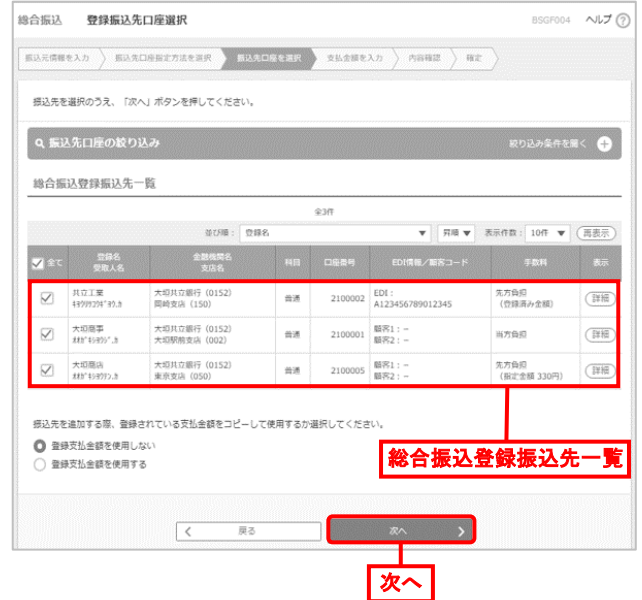 総合振込 登録振込先口座選択 BSGF004 ヘルプ ?
振込元情報を入力 振込先口座指定方法を選択 振込先口座を選択 支払金額を入力 内容確認 確定
振込先を選択のうえ、「次へ」ボタンを押してください。
振込先口座の絞り込み 絞り込み条件を開く
総合振込登録振込先一覧
全3件
並び順： 登録名 昇順 表示件数： 10件 再表示
全て 登録名 金融機関名 科目 口座番号 EDI情報／顧客コード 手数料 表示
受取人名 支店名
共立工業 大垣共立銀行（0152） 普通 2100002 EDI： 先方負担 詳細
岡崎支店（150） A123456789012345 （登録済み金額）
大垣商事 大垣共立銀行（0152） 普通 2100001 顧客1：－ 当方負担 詳細
大垣駅前支店（002） 顧客2：－
大垣商店 大垣共立銀行（0152） 普通 2100005 顧客1：－ 先方負担 詳細
東京支店（050） 顧客2：－ （指定金額 330円）
振込先を追加する際、登録されている支払金額をコピーして使用するか選択してください。
登録支払金額を使用しない
登録支払金額を使用する
総合振込登録振込先一覧
戻る 次へ
次へ